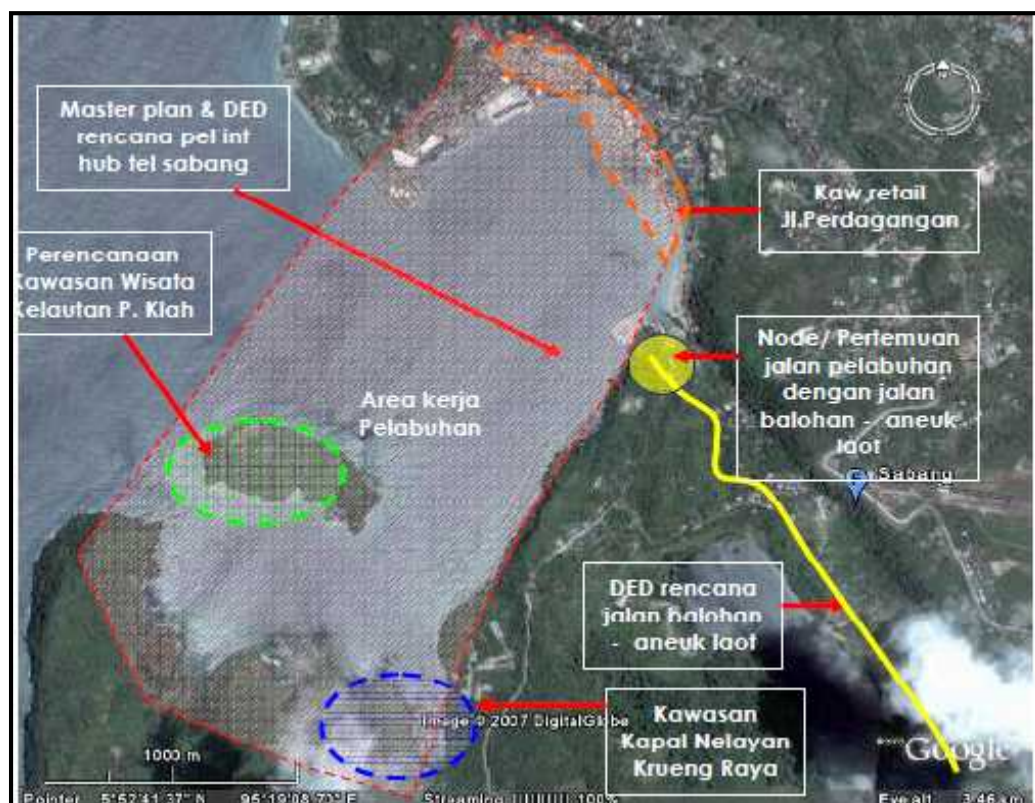 Master plan & DED
rencana pel int
hub tel sabang
Kaw retail
Jl.Perdagangan
Perencanaan
Kawasan Wisata
Kelautan P. Klah
Node/ Pertemuan
jalan pelabuhan
dengan jalan
balohan - aneuk
laot
Area kerja
Pelabuhan
Sabang
DED rencana
jalan balohan
- aneuk laot
Image © 2007 DigitalGlobe
Kawasan
Kapal Nelayan
Krueng Raya
1000 m
Google
Pointer 5°52'41.37" N 95°19'08.72" E Streaming 100% Eye alt 3.46